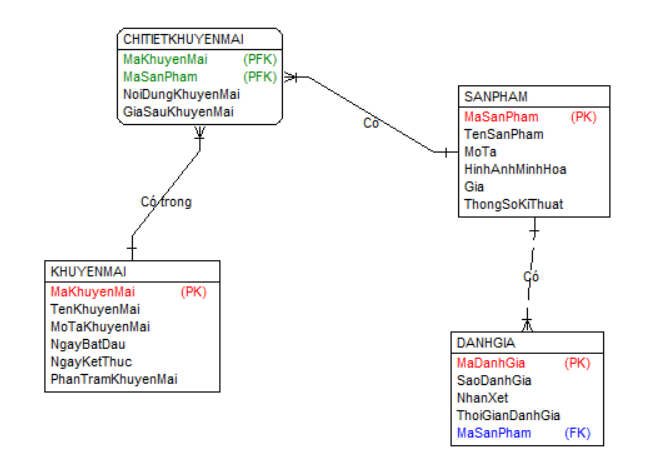 CHITIETKHUYENMAI
MaKhuyenMai (PFK)
MaSanPham (PFK)
NoiDungKhuyenMai
GiaSauKhuyenMai
Có
SANPHAM
MaSanPham (PK)
TenSanPham
MoTa
HinhAnhMinhHoa
Gia
ThongSoKiThuat
Có trong
KHUYENMAI
MaKhuyenMai (PK)
TenKhuyenMai
MoTaKhuyenMai
NgayBatDau
NgayKetThuc
PhanTramKhuyenMai
Có
DANHGIA
MaDanhGia (PK)
SaoDanhGia
NhanXet
ThoiGianDanhGia
MaSanPham (FK)